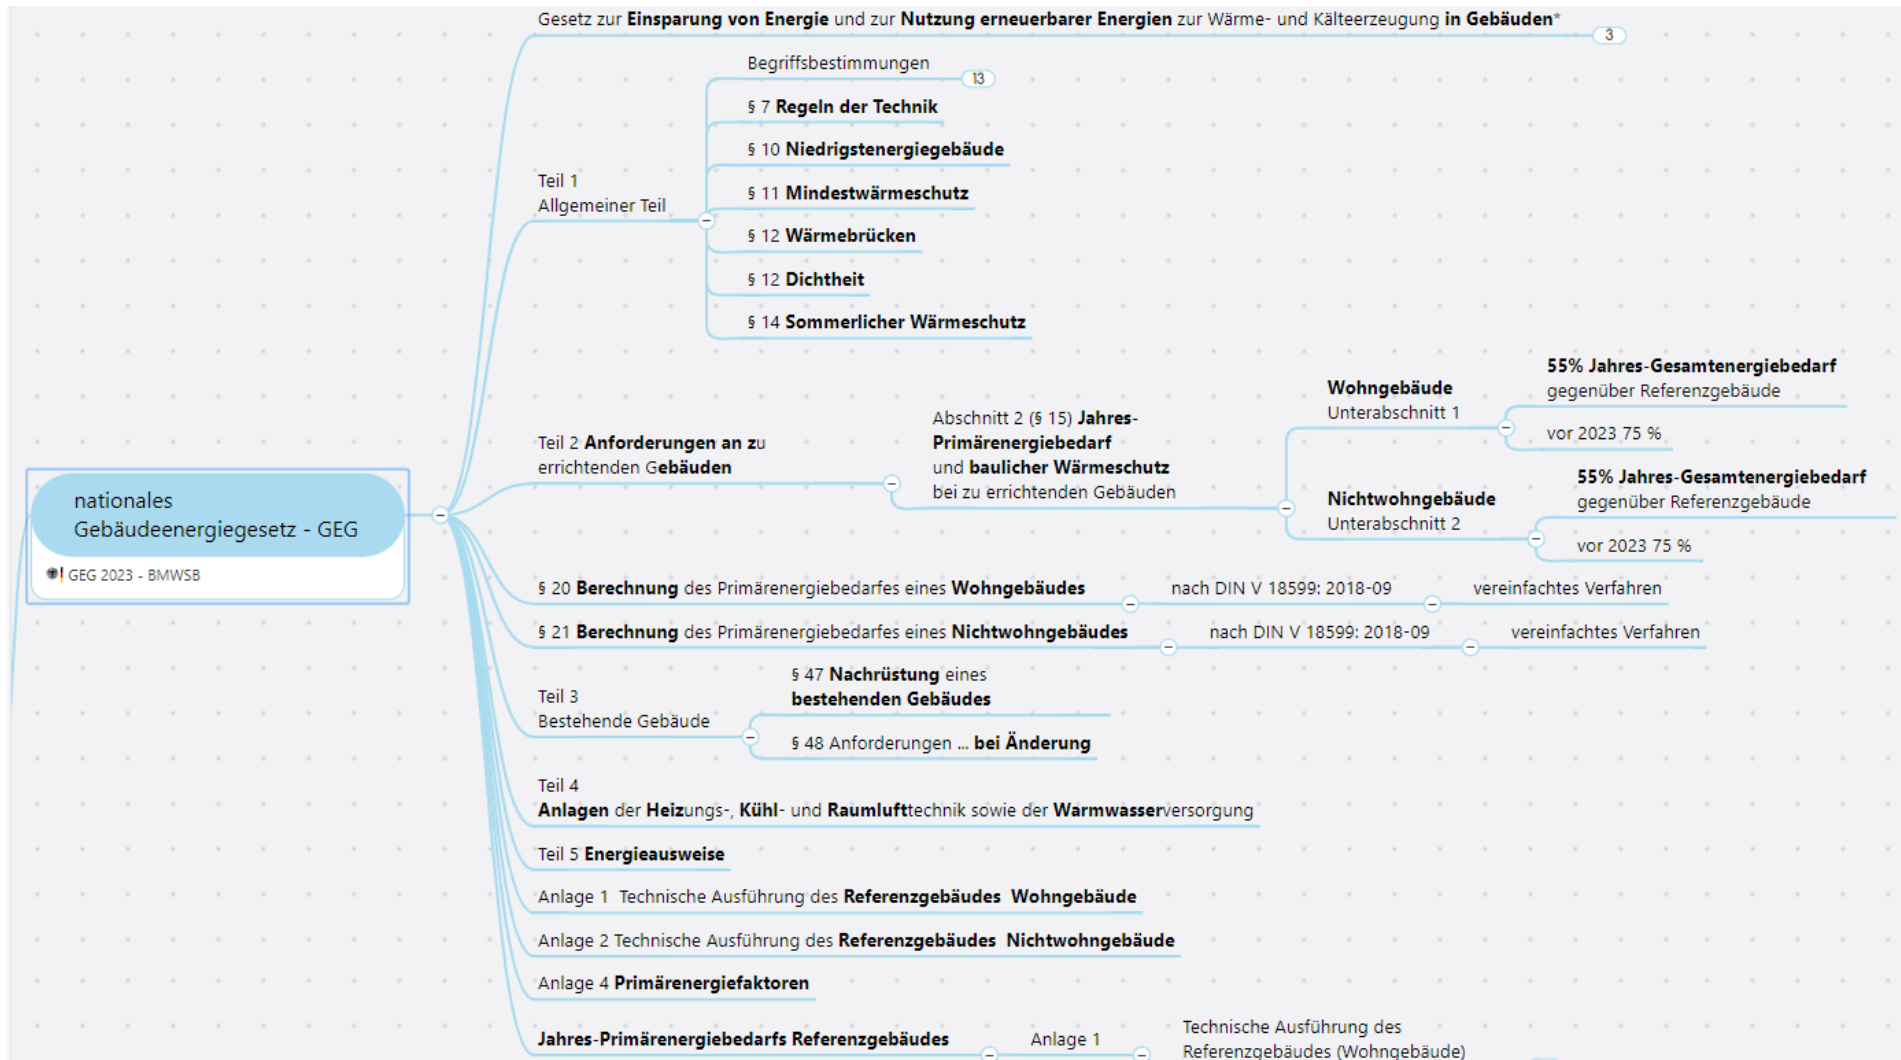 Gesetz zur Einsparung von Energie und zur Nutzung erneuerbarer Energien zur Wärme- und Kälteerzeugung in Gebäuden*
3
Begriffsbestimmungen
13
§ 7 Regeln der Technik
§ 10 Niedrigstenergiegebäude
Teil 1
Allgemeiner Teil
§ 11 Mindestwärmeschutz
§ 12 Wärmebrücken
§ 12 Dichtheit
§ 14 Sommerlicher Wärmeschutz
Teil 2 Anforderungen an zu
errichtenden Gebäuden
Abschnitt 2 (§ 15) Jahres-
Primärenergiebedarf
und baulicher Wärmeschutz
bei zu errichtenden Gebäuden
Wohngebäude
Unterabschnitt 1
55% Jahres-Gesamtenergiebedarf
gegenüber Referenzgebäude
vor 2023 75 %
Nichtwohngebäude
Unterabschnitt 2
55% Jahres-Gesamtenergiebedarf
gegenüber Referenzgebäude
vor 2023 75 %
nationales
Gebäudeenergiegesetz - GEG
GEG 2023 - BMWSB
§ 20 Berechnung des Primärenergiebedarfes eines Wohngebäudes
nach DIN V 18599: 2018-09
vereinfachtes Verfahren
§ 21 Berechnung des Primärenergiebedarfes eines Nichtwohngebäudes
nach DIN V 18599: 2018-09
vereinfachtes Verfahren
Teil 3
Bestehende Gebäude
§ 47 Nachrüstung eines
bestehenden Gebäudes
§ 48 Anforderungen ... bei Änderung
Teil 4
Anlagen der Heizungs-, Kühl- und Raumlufttechnik sowie der Warmwasserversorgung
Teil 5 Energieausweise
Anlage 1 Technische Ausführung des Referenzgebäudes Wohngebäude
Anlage 2 Technische Ausführung des Referenzgebäudes Nichtwohngebäude
Anlage 4 Primärenergiefaktoren
Jahres-Primärenergiebedarfs Referenzgebäudes
Anlage 1
Technische Ausführung des
Referenzgebäudes (Wohngebäude)